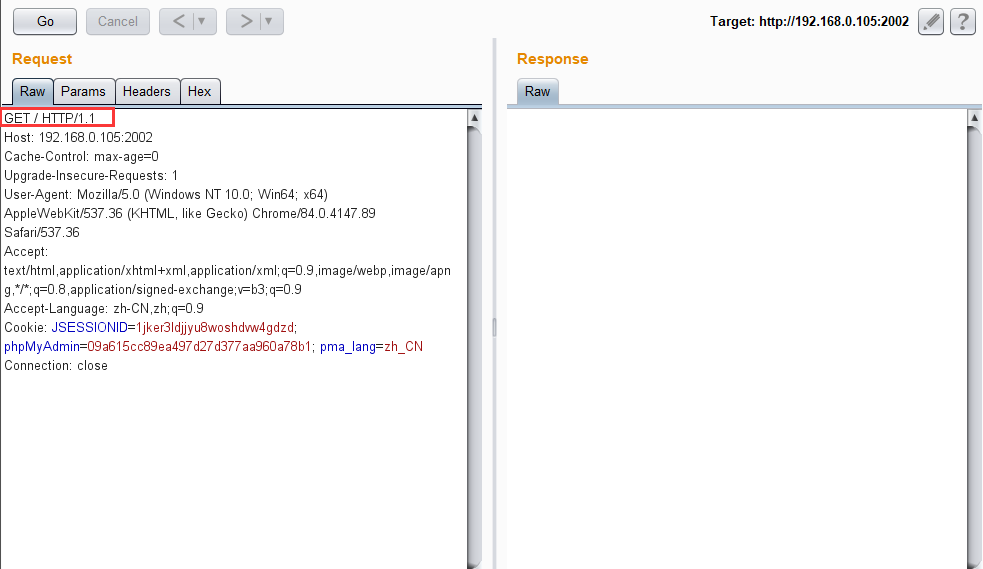 Go Cancel < ▼ > ▼ Target: http://192.168.0.105:2002 ?
Request
Raw Params Headers Hex
GET / HTTP/1.1
Host: 192.168.0.105:2002
Cache-Control: max-age=0
Upgrade-Insecure-Requests: 1
User-Agent: Mozilla/5.0 (Windows NT 10.0; Win64; x64)
AppleWebKit/537.36 (KHTML, like Gecko) Chrome/84.0.4147.89
Safari/537.36
Accept:
text/html,application/xhtml+xml,application/xml;q=0.9,image/webp,image/apn
g,*/*;q=0.8,application/signed-exchange;v=b3;q=0.9
Accept-Language: zh-CN,zh;q=0.9
Cookie: JSESSIONID=1jker3ldjjyu8woshdvw4gdzd;
phpMyAdmin=09a615cc89ea497d27d377aa960a78b1; pma_lang=zh_CN
Connection: close
Response
Raw